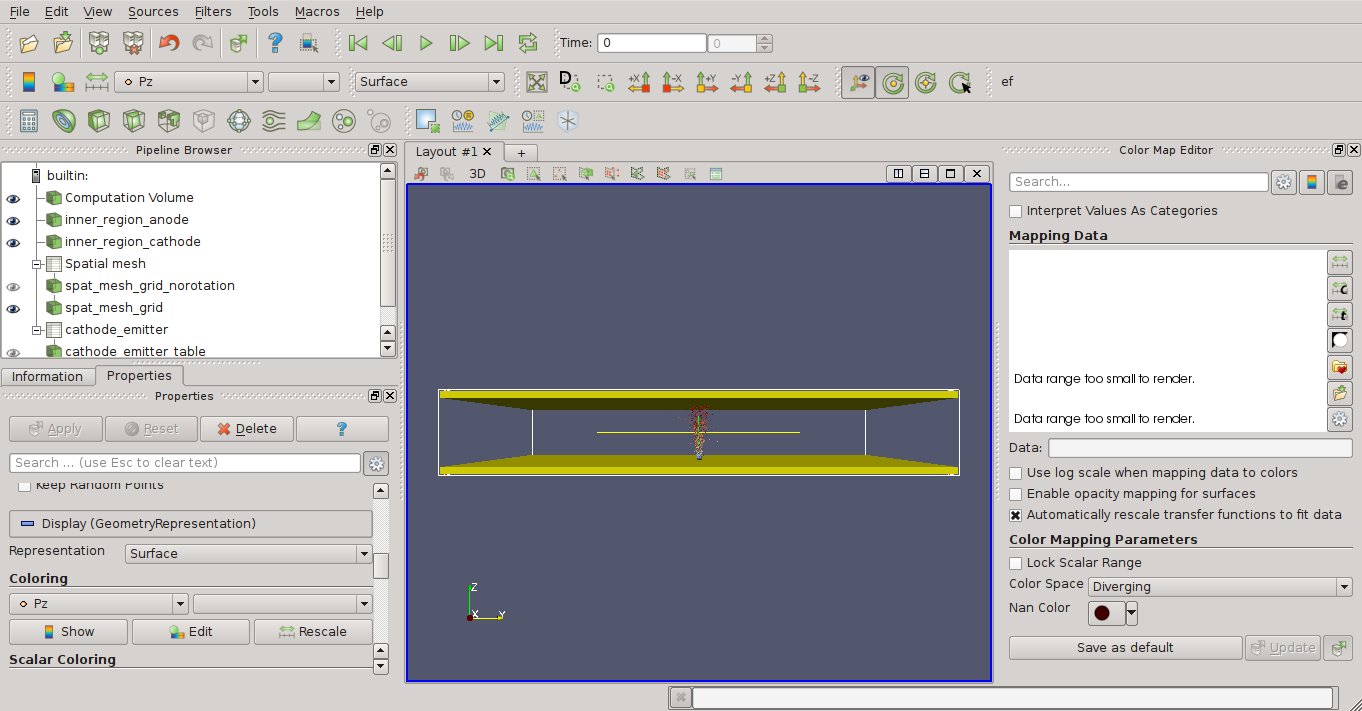 File Edit View Sources Filters Tools Macros Help
Time: 0 0
Pz Surface D +X -X +Y -Y +Z -Z ef
Pipeline Browser
builtin:
Computation Volume
inner_region_anode
inner_region_cathode
Spatial mesh
spat_mesh_grid_norotation
spat_mesh_grid
cathode_emitter
cathode_emitter_table
Information Properties
Properties
Apply Reset Delete ?
Search ... (use Esc to clear text)
Keep Random Points
Display (GeometryRepresentation)
Representation Surface
Coloring
Pz
Show Edit Rescale
Scalar Coloring
Layout #1 +
3D
Z
X Y
Color Map Editor
Search...
e
Interpret Values As Categories
Mapping Data
C
t
Data range too small to render.
Data range too small to render.
Data:
Use log scale when mapping data to colors
Enable opacity mapping for surfaces
Automatically rescale transfer functions to fit data
Color Mapping Parameters
Lock Scalar Range
Color Space Diverging
Nan Color
Save as default Update